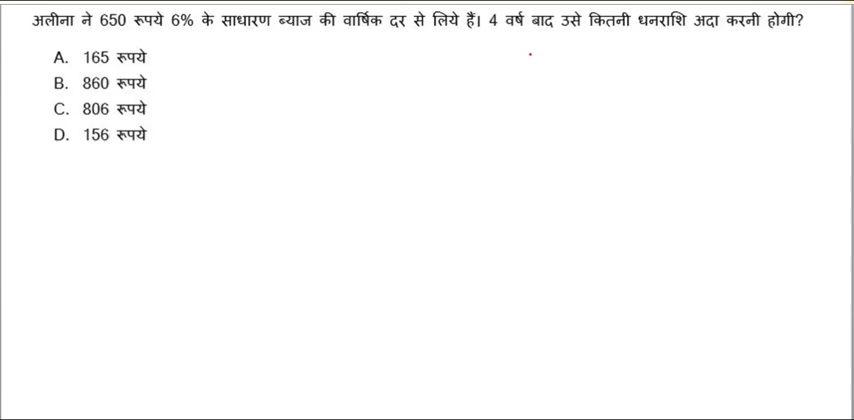 अलीना ने 650 रूपये 6% के साधारण ब्याज की वार्षिक दर से लिये हैं। 4 वर्ष बाद उसे कितनी धनराशि अदा करनी होगी?
A. 165 रूपये
B. 860 रूपये
C. 806 रूपये
D. 156 रूपये